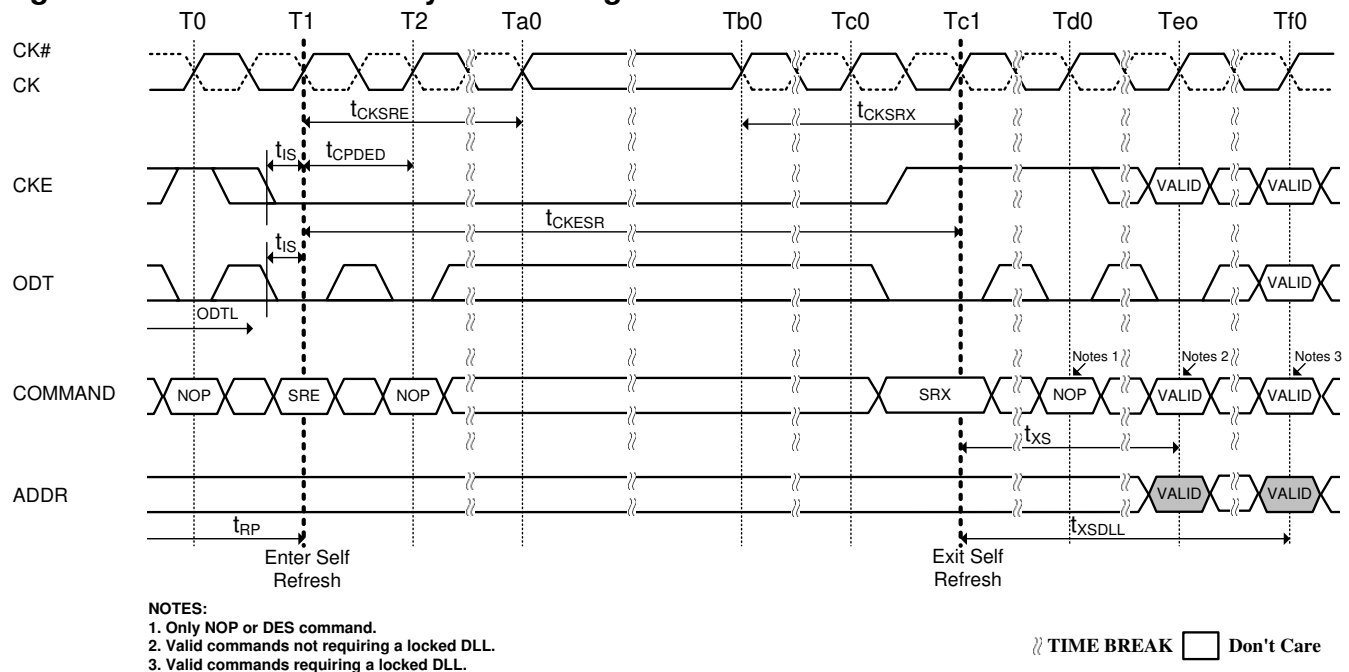 T0 T1 T2 Ta0 Tb0 Tc0 Tc1 Td0 Teo Tf0
CK#
CK
tCKSRE tCKSRX
tIS tCPDED
CKE VALID VALID
tCKESR
tIS
ODT VALID
ODTL
Notes 1 Notes 2 Notes 3
COMMAND NOP SRE NOP SRX NOP VALID VALID
tXS
ADDR VALID VALID
tRP tXSDLL
Enter Self Refresh
Exit Self Refresh
NOTES:
1. Only NOP or DES command.
2. Valid commands not requiring a locked DLL.
3. Valid commands requiring a locked DLL.
TIME BREAK Don't Care